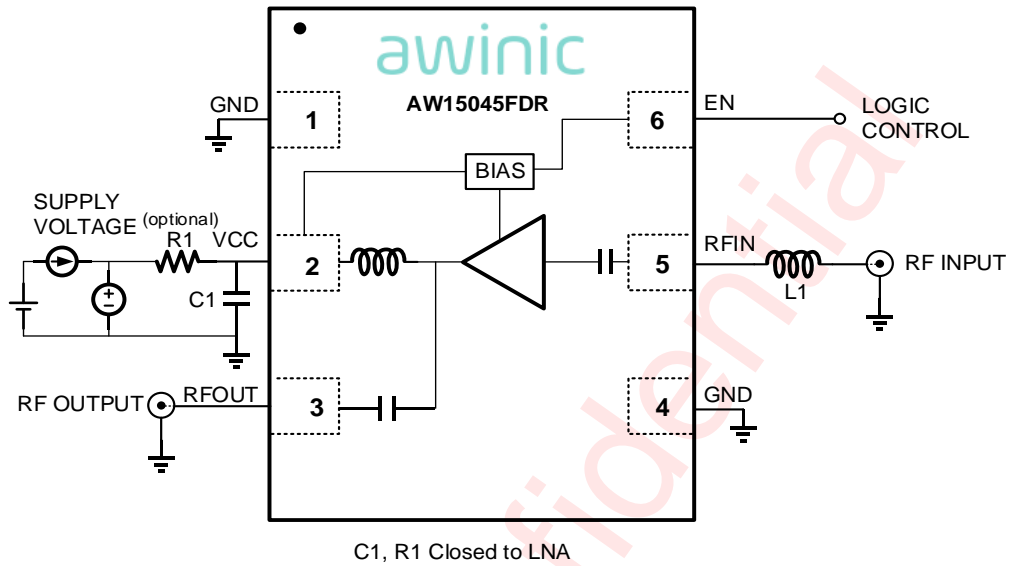 awinic
AW15045FDR
GND
1
6
EN
LOGIC
CONTROL
BIAS
SUPPLY
VOLTAGE
(optional)
R1
VCC
2
5
RFIN
RF INPUT
L1
C1
+
-
RF OUTPUT
RFOUT
3
4
GND
C1, R1 Closed to LNA